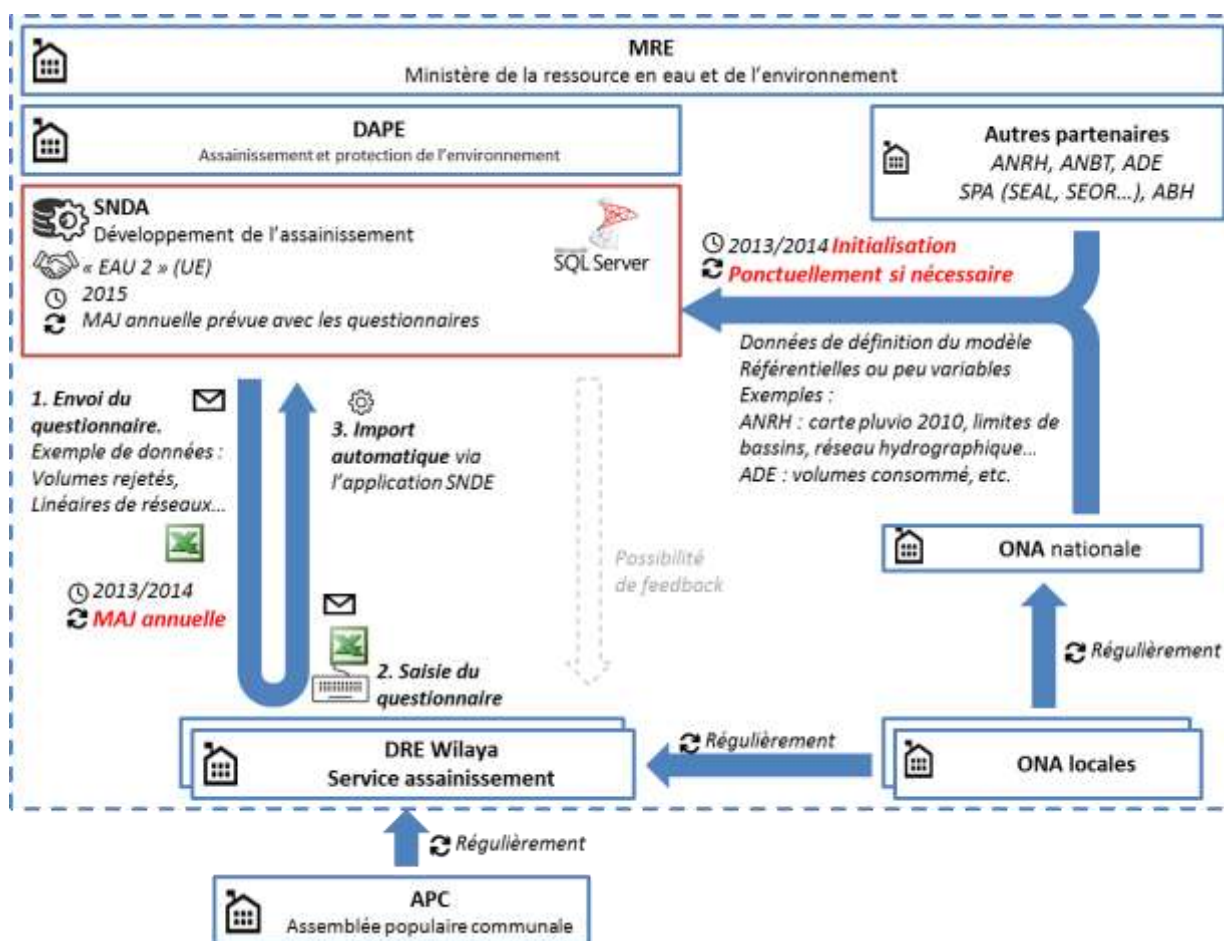 MRE
Ministère de la ressource en eau et de l'environnement
DAPE
Assainissement et protection de l'environnement
Autres partenaires
ANRH, ANBT, ADE
SPA (SEAL, SEOR...), ABH
SNDA
Développement de l'assainissement
« EAU 2 » (UE)
2015
MAJ annuelle prévue avec les questionnaires
SQL Server
2013/2014 Initialisation
Ponctuellement si nécessaire
Données de définition du modèle
Référentielles ou peu variables
Exemples :
ANRH : carte pluvio 2010, limites de
bassins, réseau hydrographique...
ADE : volumes consommé, etc.
1. Envoi du
questionnaire.
Exemple de données :
Volumes rejetés,
Linéaires de réseaux...
2013/2014
MAJ annuelle
3. Import
automatique via
l'application SNDE
2. Saisie du
questionnaire
Possibilité
de feedback
ONA nationale
Régulièrement
ONA locales
Régulièrement
DRE Wilaya
Service assainissement
Régulièrement
APC
Assemblée populaire communale